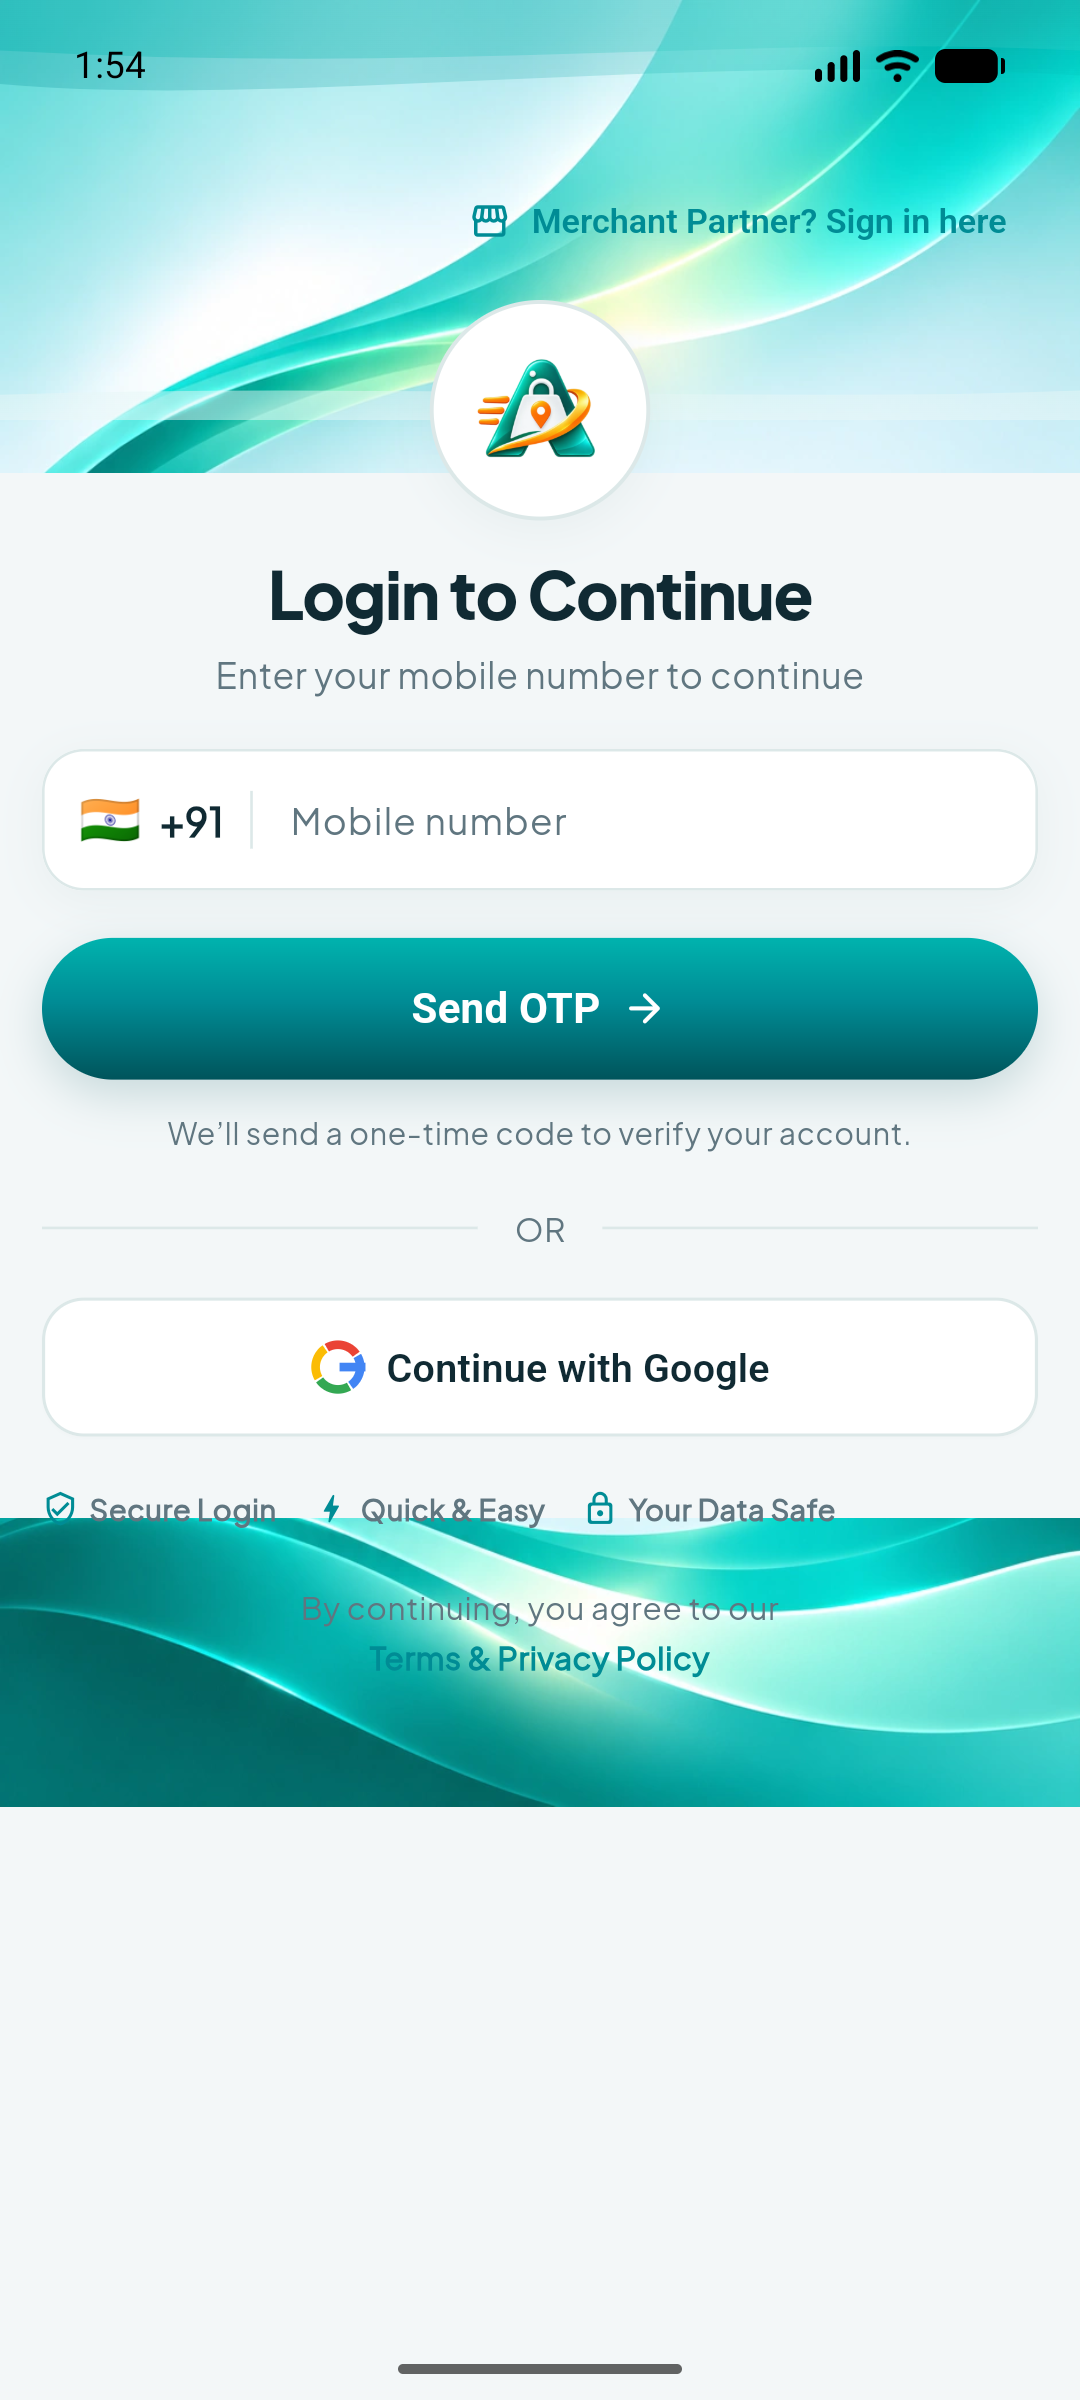 1:54
Merchant Partner? Sign in here
Login to Continue
Enter your mobile number to continue
+91 Mobile number
Send OTP
We’ll send a one-time code to verify your account.
OR
Continue with Google
Secure Login Quick & Easy Your Data Safe
By continuing, you agree to our
Terms & Privacy Policy